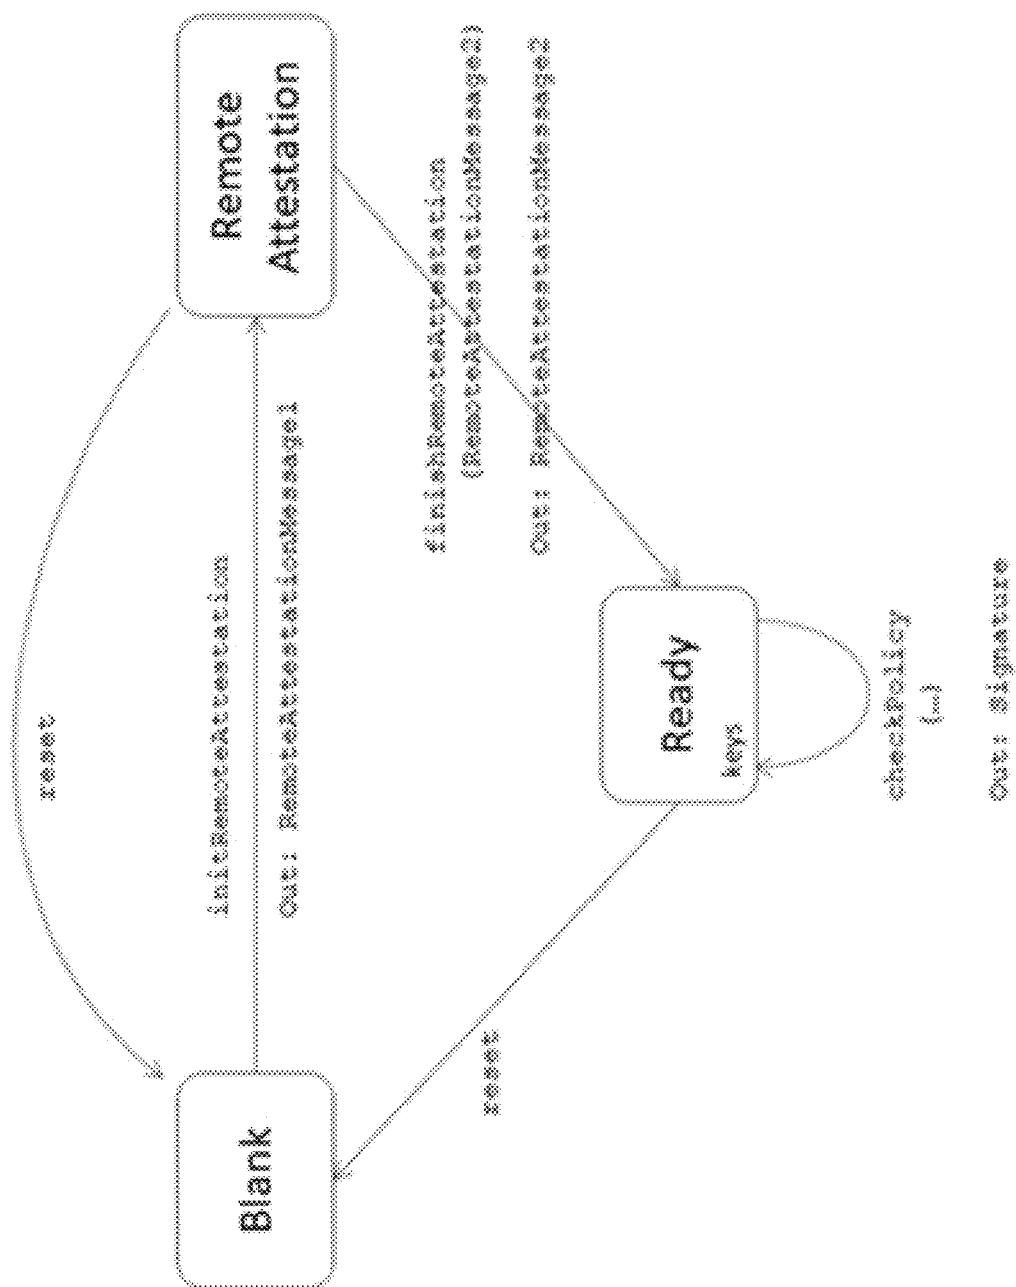 reset
Blank
initRemoteAttestation
Out: RemoteAttestationMessage1
Remote
Attestation
reset
finishRemoteAttestation
(RemoteAttestationMessage2)
Out: RemoteAttestationMessage2
Ready
keys
checkPolicy
(…)
Out: Signature